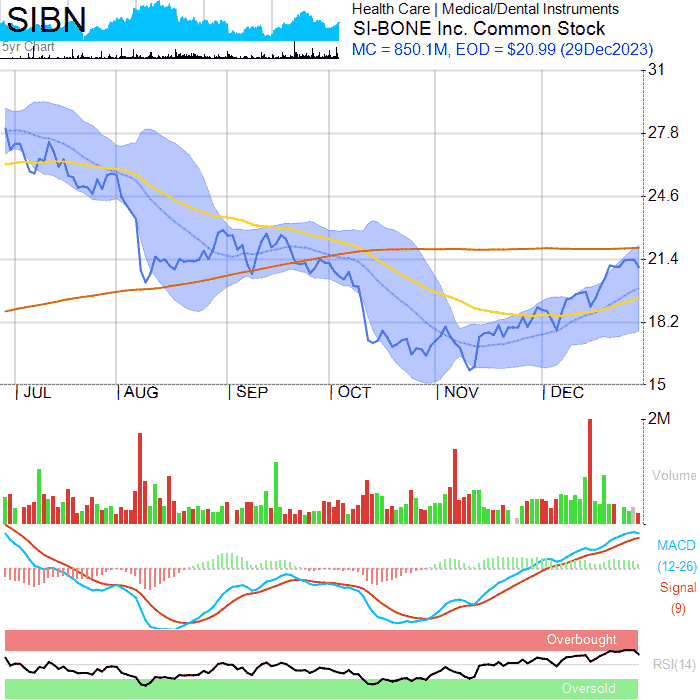 SIBN
5yr Chart
Health Care | Medical/Dental Instruments
SI-BONE Inc. Common Stock
MC = 850.1M, EOD = $20.99 (29Dec2023)
31
27.8
24.6
21.4
18.2
15
JUL AUG SEP OCT NOV DEC
2M
Volume
MACD
(12-26)
Signal
(9)
Overbought
RSI(14)
Oversold